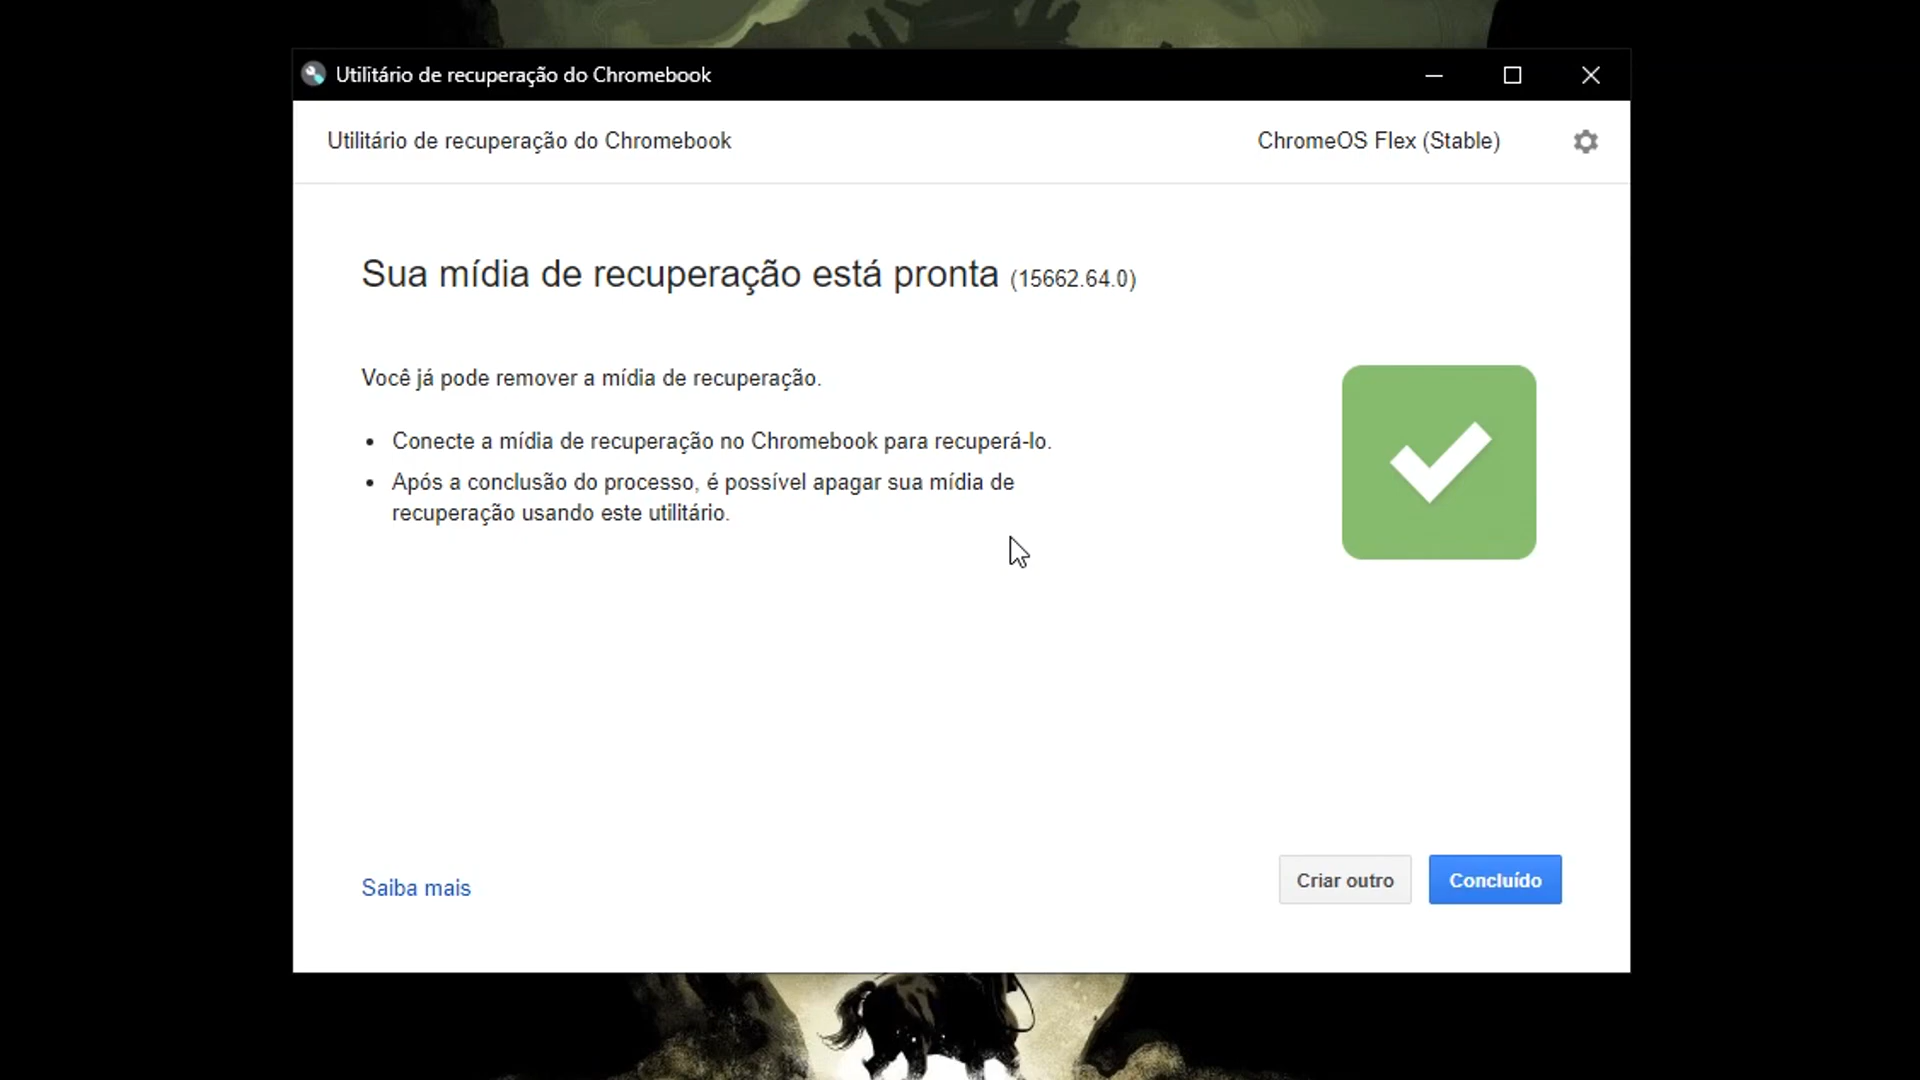 Utilitário de recuperação do Chromebook
Utilitário de recuperação do Chromebook
ChromeOS Flex (Stable)
Sua mídia de recuperação está pronta (15662.64.0)
Você já pode remover a mídia de recuperação.
• Conecte a mídia de recuperação no Chromebook para recuperá-lo.
• Após a conclusão do processo, é possível apagar sua mídia de
recuperação usando este utilitário.
Saiba mais
Criar outro
Concluído